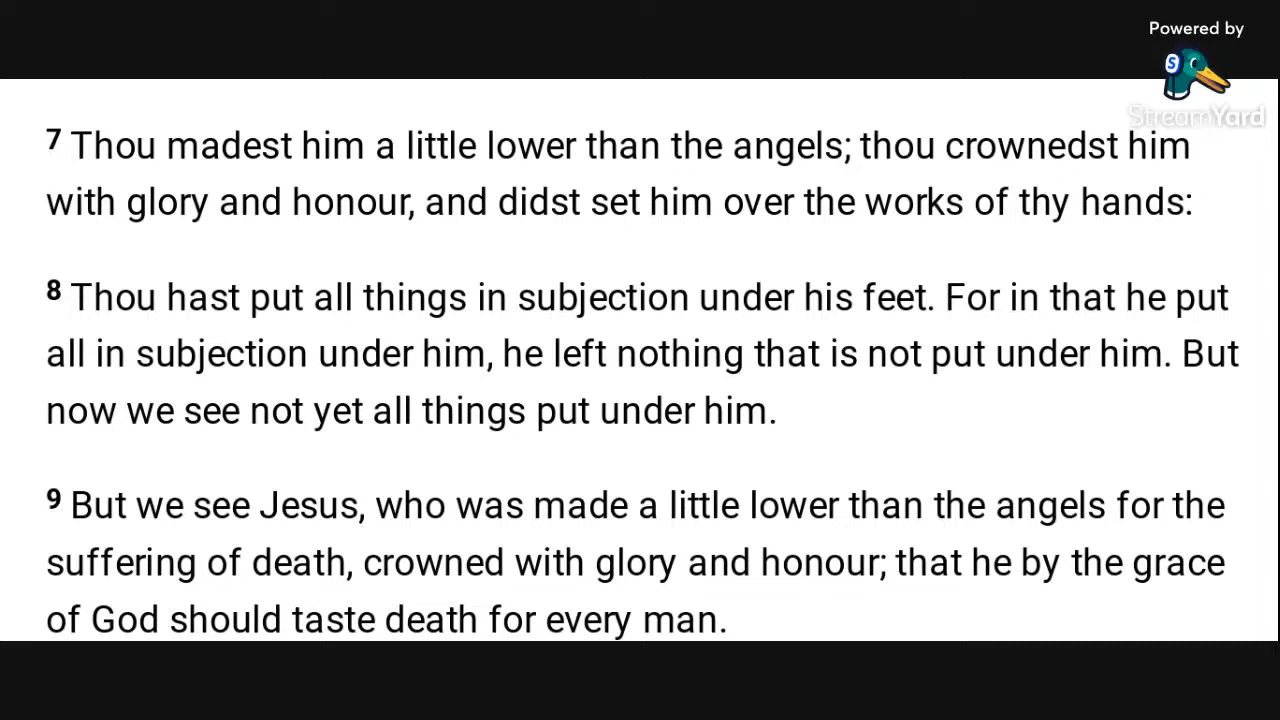 Powered by
S
StreamYard
7 Thou madest him a little lower than the angels; thou crownedst him
with glory and honour, and didst set him over the works of thy hands:
8 Thou hast put all things in subjection under his feet. For in that he put
all in subjection under him, he left nothing that is not put under him. But
now we see not yet all things put under him.
9 But we see Jesus, who was made a little lower than the angels for the
suffering of death, crowned with glory and honour; that he by the grace
of God should taste death for every man.